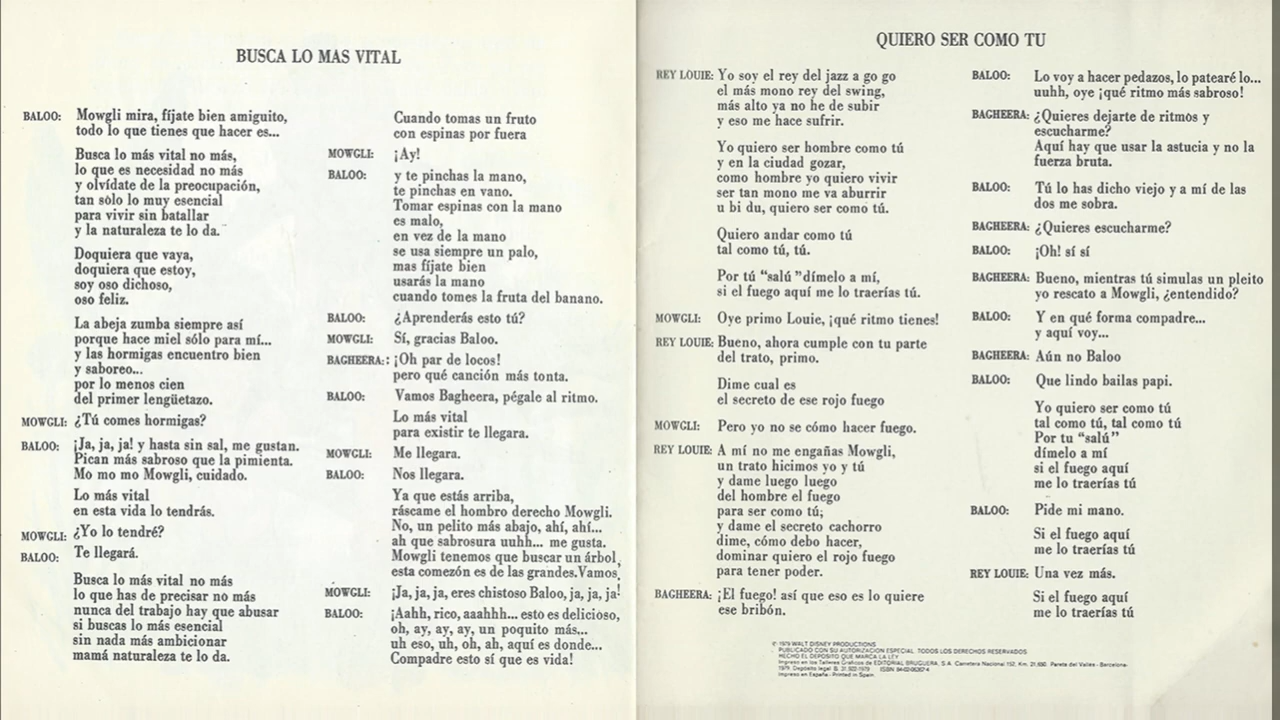 BUSCA LO MAS VITAL
BALOO: Mowgli mira, fíjate bien amiguito,
todo lo que tienes que hacer es...
Busca lo más vital no más,
lo que es necesidad no más
y olvídate de la preocupación,
tan sólo lo muy esencial
para vivir sin batallar
y la naturaleza te lo da.
Doquiera que vaya,
doquiera que estoy,
soy oso dichoso,
oso feliz.
La abeja zumba siempre así
porque hace miel sólo para mí...
y las hormigas encuentro bien
y saboreo...
por lo menos cien
del primer lengüetazo.
MOWGLI: ¿Tú comes hormigas?
BALOO: ¡Ja, ja, ja! y hasta sin sal, me gustan.
Pican más sabroso que la pimienta.
Mo mo mo Mowgli, cuidado.
Lo más vital
en esta vida lo tendrás.
MOWGLI: ¿Yo lo tendré?
BALOO: Te llegará.
Busca lo más vital no más
lo que has de precisar no más
nunca del trabajo hay que abusar
si buscas lo más esencial
sin nada más ambicionar
mamá naturaleza te lo da.
Cuando tomas un fruto
con espinas por fuera
MOWGLI: ¡Ay!
BALOO: y te pinchas la mano,
te pinchas en vano.
Tomar espinas con la mano
es malo,
en vez de la mano
se usa siempre un palo,
mas fíjate bien
usarás la mano
cuando tomes la fruta del banano.
BALOO: ¿Aprenderás esto tú?
MOWGLI: Sí, gracias Baloo.
BAGHEERA: : ¡Oh par de locos!
pero qué canción más tonta.
BALOO: Vamos Bagheera, pégale al ritmo.
Lo más vital
para existir te llegara.
MOWGLI: Me llegara.
BALOO: Nos llegara.
Ya que estás arriba,
ráscame el hombro derecho Mowgli.
No, un pelito más abajo, ahí, ahí...
ah que sabrosura uuhh... me gusta.
Mowgli tenemos que buscar un árbol,
esta comezón es de las grandes.Vamos.
MOWGLI: ¡Ja, ja, ja, eres chistoso Baloo, ja, ja, ja!
BALOO: ¡Aahh, rico, aaahhh... esto es delicioso,
oh, ay, ay, ay, un poquito más...
uh eso, uh, oh, ah, aquí es donde...
Compadre esto sí que es vida!
QUIERO SER COMO TU
REY LOUIE: Yo soy el rey del jazz a go go
el más mono rey del swing,
más alto ya no he de subir
y eso me hace sufrir.
Yo quiero ser hombre como tú
y en la ciudad gozar,
como hombre yo quiero vivir
ser tan mono me va aburrir
u bi du, quiero ser como tú.
Quiero andar como tú
tal como tú, tú.
Por tú “salú ”dímelo a mí,
si el fuego aquí me lo traerías tú.
MOWGLI: Oye primo Louie, ¡qué ritmo tienes!
REY LOUIE: Bueno, ahora cumple con tu parte
del trato, primo.
Dime cual es
el secreto de ese rojo fuego
MOWGLI: Pero yo no se cómo hacer fuego.
REY LOUIE: A mí no me engañas Mowgli,
un trato hicimos yo y tú
y dame luego luego
del hombre el fuego
para ser como tú;
y dame el secreto cachorro
dime, cómo debo hacer,
dominar quiero el rojo fuego
para tener poder.
BAGHEERA: ¡El fuego! así que eso es lo quiere
ese bribón.
BALOO: Lo voy a hacer pedazos, lo patearé lo...
uuhh, oye ¡qué ritmo más sabroso!
BAGHEERA: ¿Quieres dejarte de ritmos y
escucharme?
Aquí hay que usar la astucia y no la
fuerza bruta.
BALOO: Tú lo has dicho viejo y a mí de las
dos me sobra.
BAGHEERA: ¿Quieres escucharme?
BALOO: ¡Oh! sí sí
BAGHEERA: Bueno, mientras tú simulas un pleito
yo rescato a Mowgli, ¿entendido?
BALOO: Y en qué forma compadre...
y aquí voy...
BAGHEERA: Aún no Baloo
BALOO: Que lindo bailas papi.
Yo quiero ser como tú
tal como tú, tal como tú
Por tu “salú”
dímelo a mí
si el fuego aquí
me lo traerías tú
BALOO: Pide mi mano.
Si el fuego aquí
me lo traerías tú
REY LOUIE: Una vez más.
Si el fuego aquí
me lo traerías tú
© 1979 WALT DISNEY PRODUCTIONS
PUBLICADO CON SU AUTORIZACION ESPECIAL. TODOS LOS DERECHOS RESERVADOS
HECHO EL DEPOSITO QUE MARCA LA LEY
Impreso en los Talleres Gráficos de EDITORIAL BRUGUERA, S.A. Carretera Nacional 152, Km. 21,650. Parets del Vallés - Barcelona-
1979. Depósito legal B. 31.922-1979 ISBN
Impreso en España - Printed in Spain.